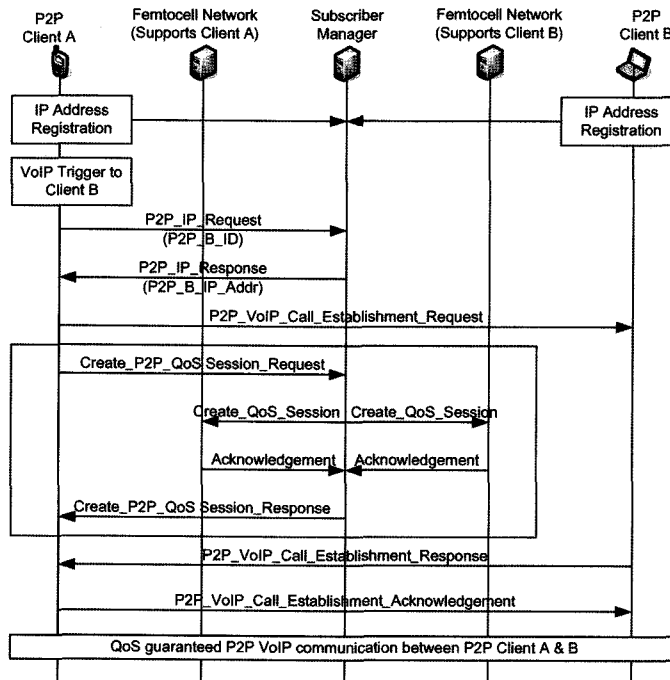 P2P
Client A
Femtocell Network
(Supports Client A)
Subscriber
Manager
Femtocell Network
(Supports Client B)
P2P
Client B
IP Address
Registration
IP Address
Registration
VoIP Trigger to
Client B
P2P_IP_Request
(P2P_B_ID)
P2P_IP_Response
(P2P_B_IP_Addr)
P2P_VoIP_Call_Establishment_Request
Create_P2P_QoS Session_Request
Create_QoS_Session Create_QoS_Session
Acknowledgement Acknowledgement
Create_P2P_QoS Session_Response
P2P_VoIP_Call_Establishment_Response
P2P_VoIP_Call_Establishment_Acknowledgement
QoS guaranteed P2P VoIP communication between P2P Client A & B